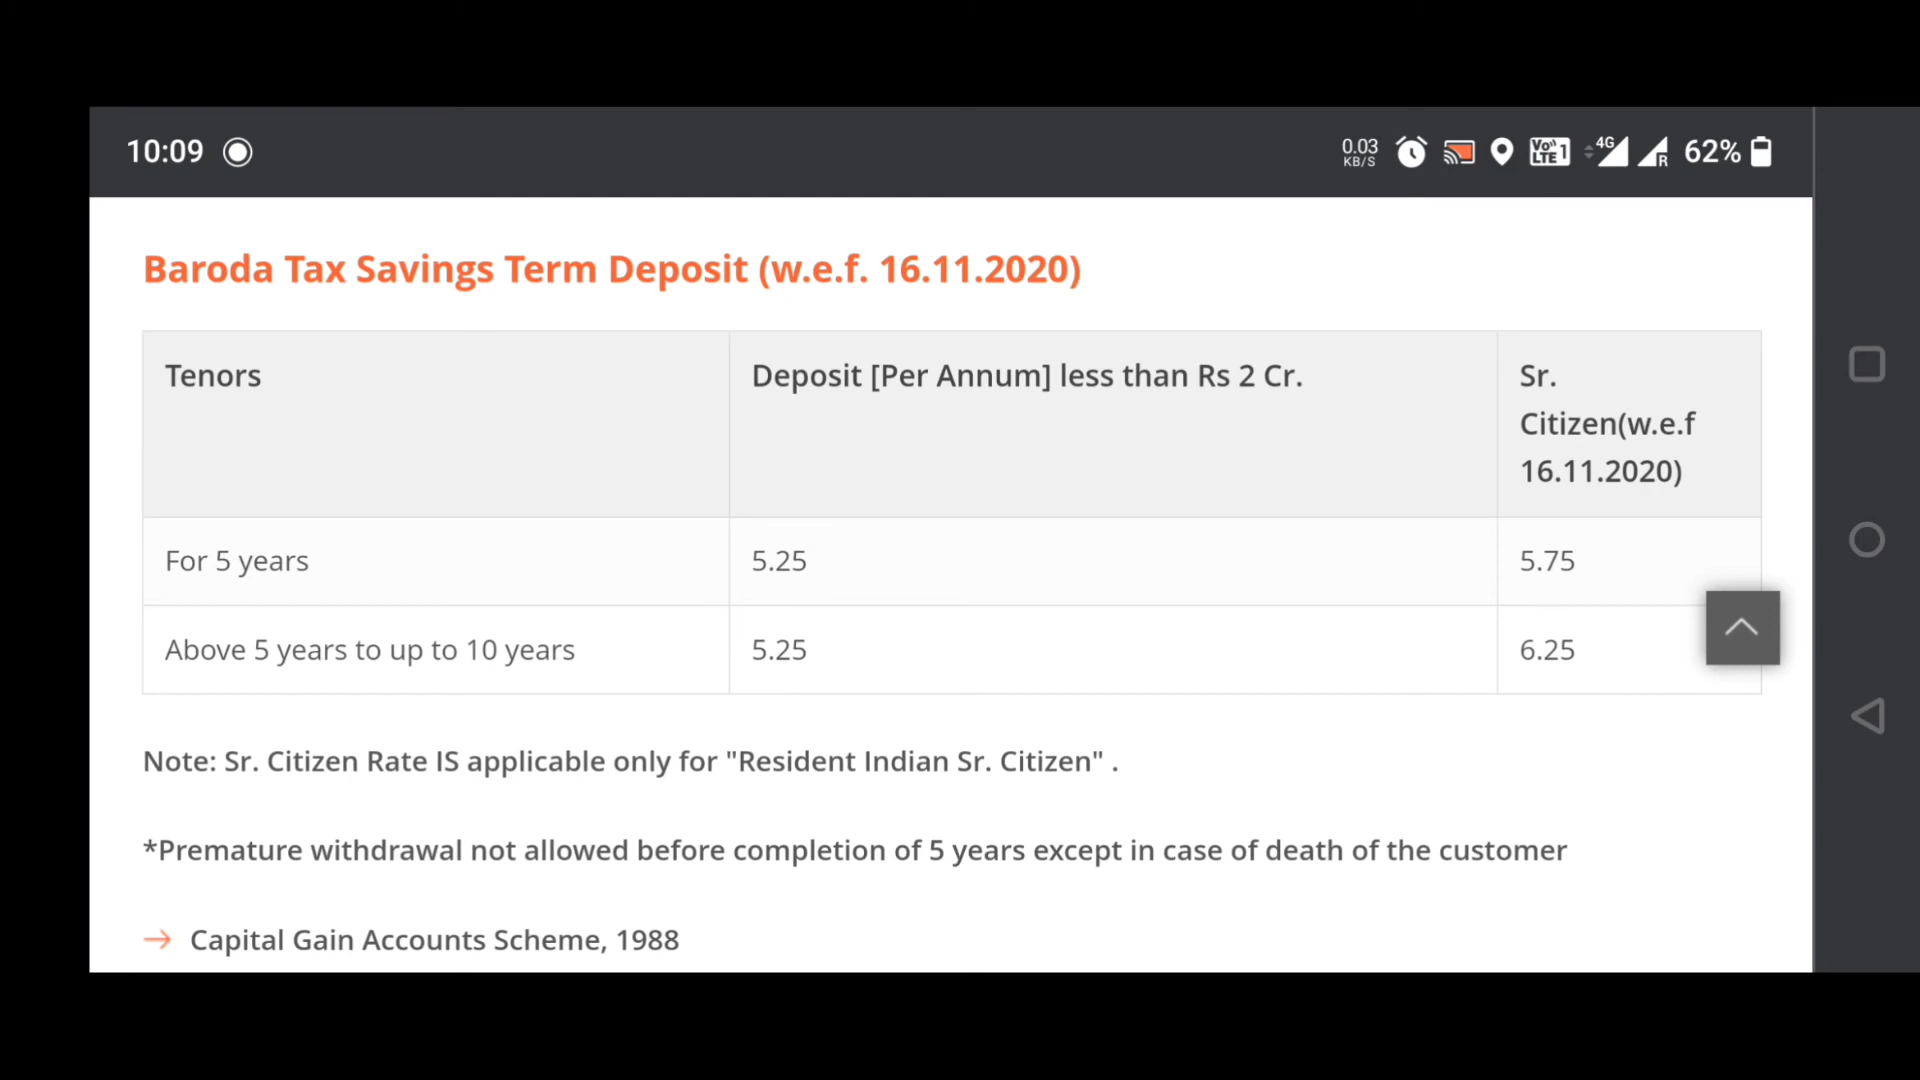 10:09
0.03 KB/S Vo)) LTE 1 4G R 62%
Baroda Tax Savings Term Deposit (w.e.f. 16.11.2020)
Tenors
Deposit [Per Annum] less than Rs 2 Cr.
Sr.
Citizen(w.e.f
16.11.2020)
For 5 years
5.25
5.75
Above 5 years to up to 10 years
5.25
6.25
Note: Sr. Citizen Rate IS applicable only for "Resident Indian Sr. Citizen" .
*Premature withdrawal not allowed before completion of 5 years except in case of death of the customer
→ Capital Gain Accounts Scheme, 1988